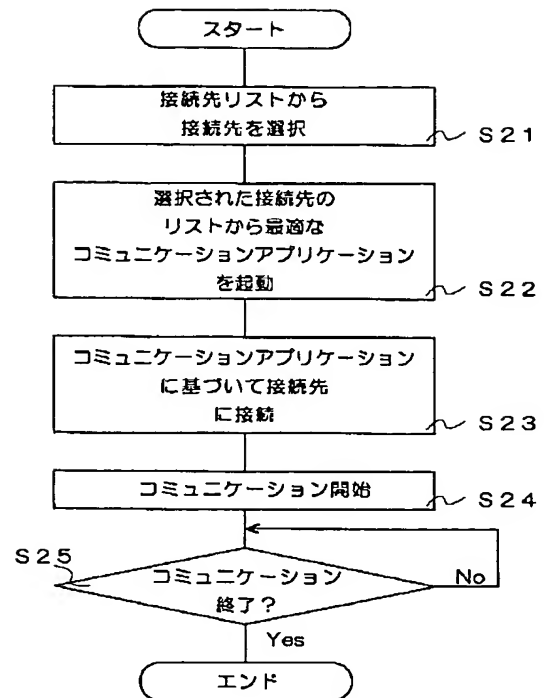 スタート
接続先リストから
接続先を選択
S21
選択された接続先の
リストから最適な
コミュニケーションアプリケーション
を起動
S22
コミュニケーションアプリケーション
に基づいて接続先
に接続
S23
コミュニケーション開始
S24
S25
コミュニケーション
終了？
No
Yes
エンド